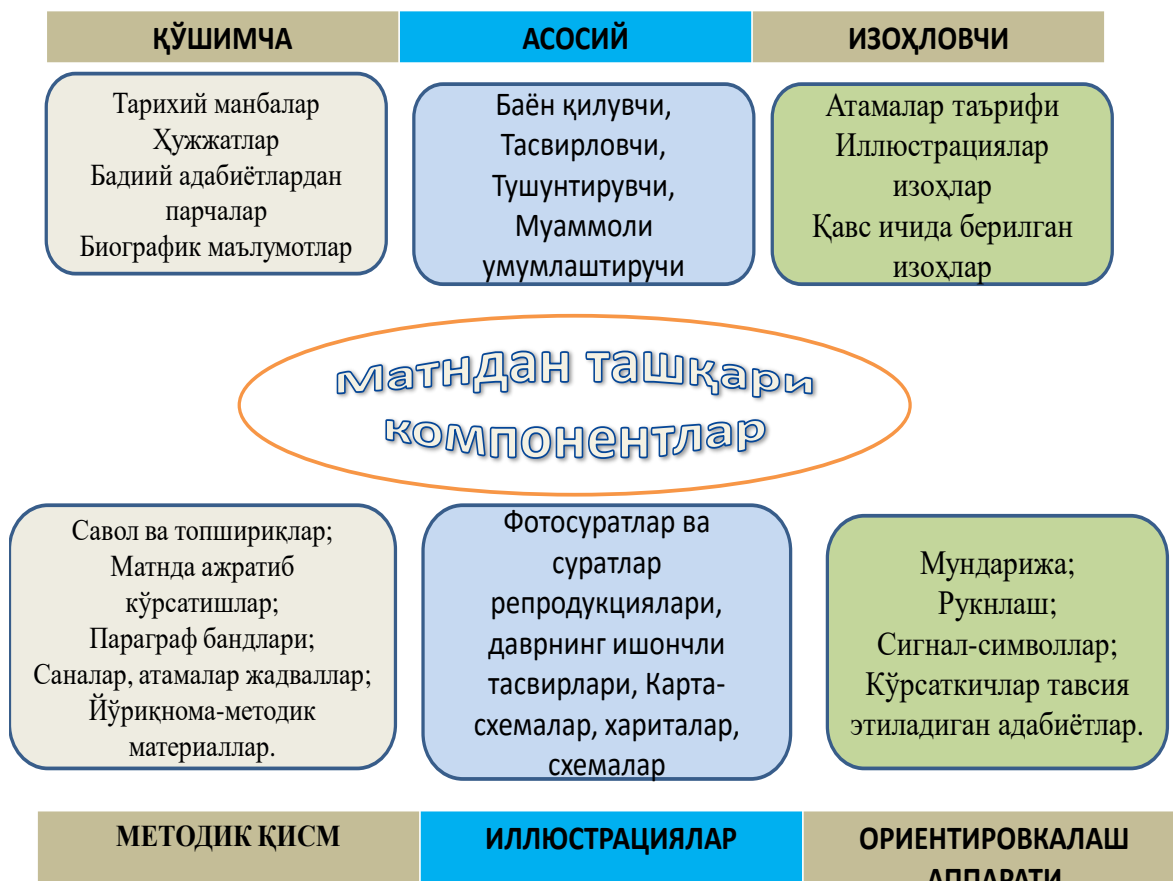 ҚЎШИМЧА
АСОСИЙ
ИЗОҲЛОВЧИ
Тарихий манбалар
Ҳужжатлар
Бадиий адабиётлардан
парчалар
Биографик маълумотлар
Баён қилувчи,
Тасвирловчи,
Тушунтирувчи,
Муаммоли
умумлаштиручи
Атамалар таърифи
Иллюстрациялар
изоҳлар
Қавс ичида берилган
изоҳлар
Матндан ташқари
компонентлар
Савол ва топшириқлар;
Матнда ажратиб
кўрсатишлар;
Параграф бандлари;
Саналар, атамалар жадваллар;
Йўриқнома-методик
материаллар.
Фотосуратлар ва
суратлар
репродукциялари,
даврнинг ишончли
тасвирлари, Карта-
схемалар, хариталар,
схемалар
Мундарижа;
Рукнлаш;
Сигнал-символлар;
Кўрсаткичлар тавсия
этиладиган адабиётлар.
МЕТОДИК ҚИСМ
ИЛЛЮСТРАЦИЯЛАР
ОРИЕНТИРОВКАЛАШ
АППАРАТИ